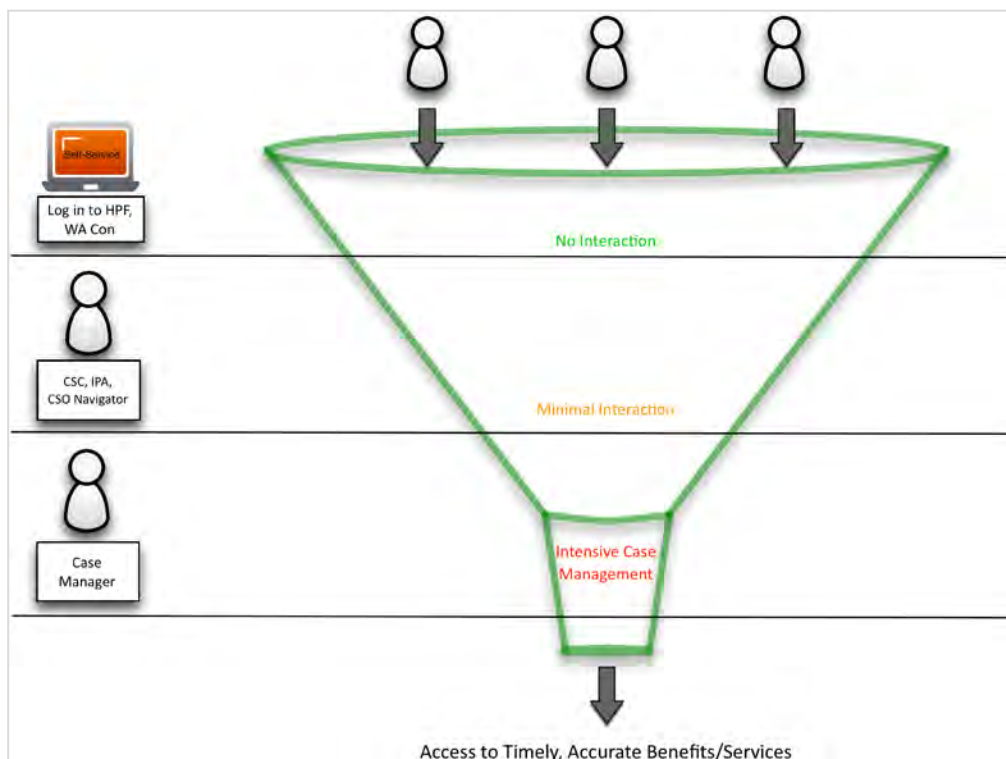 Self-Service
Log in to HPF,
WA Con
No Interaction
CSC, IPA,
CSO Navigator
Minimal Interaction
Case
Manager
Intensive Case
Management
Access to Timely, Accurate Benefits/Services